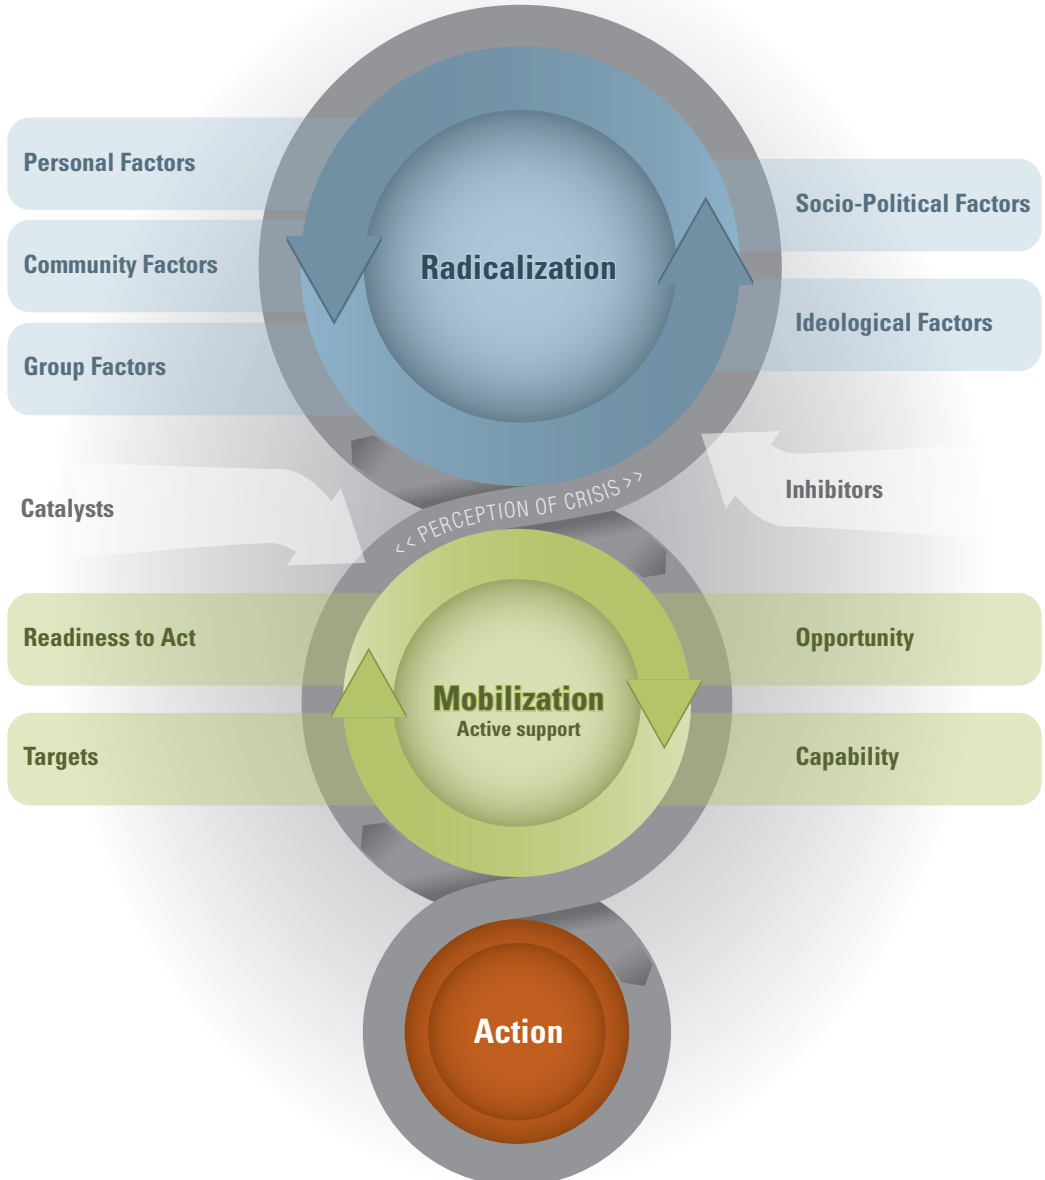 Personal Factors
Socio-Political Factors
Community Factors
Radicalization
Ideological Factors
Group Factors
Catalysts
<< PERCEPTION OF CRISIS >>
Inhibitors
Readiness to Act
Opportunity
Mobilization
Active support
Targets
Capability
Action